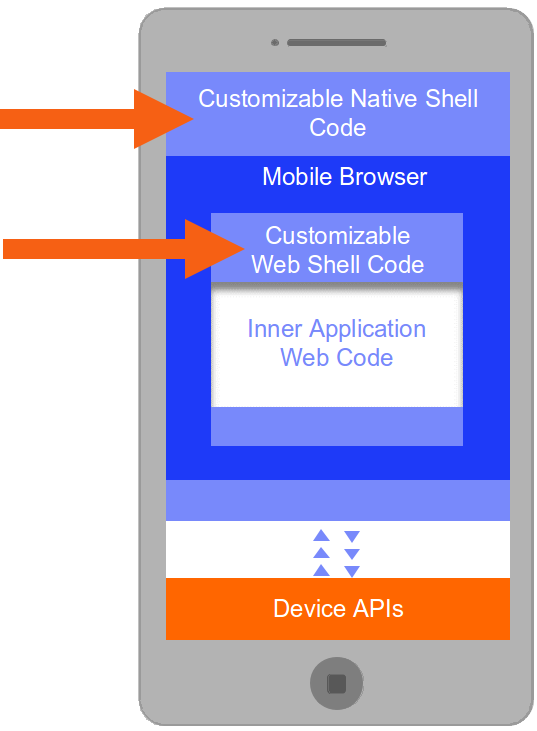 Customizable Native Shell
Code
Mobile Browser
Customizable
Web Shell Code
Inner Application
Web Code
Device APIs